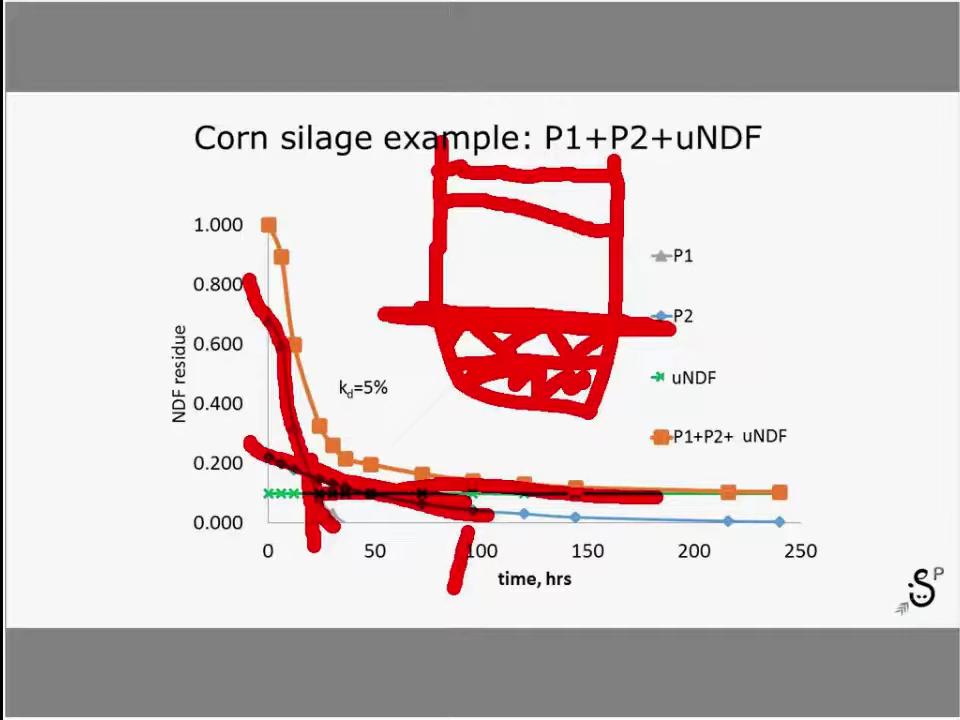 Corn silage example: P1+P2+uNDF
1.000
0.800
0.600
0.400
0.200
0.000
NDF residue
kd=5%
P1
P2
uNDF
P1+P2+ uNDF
0 50 100 150 200 250
time, hrs
SP